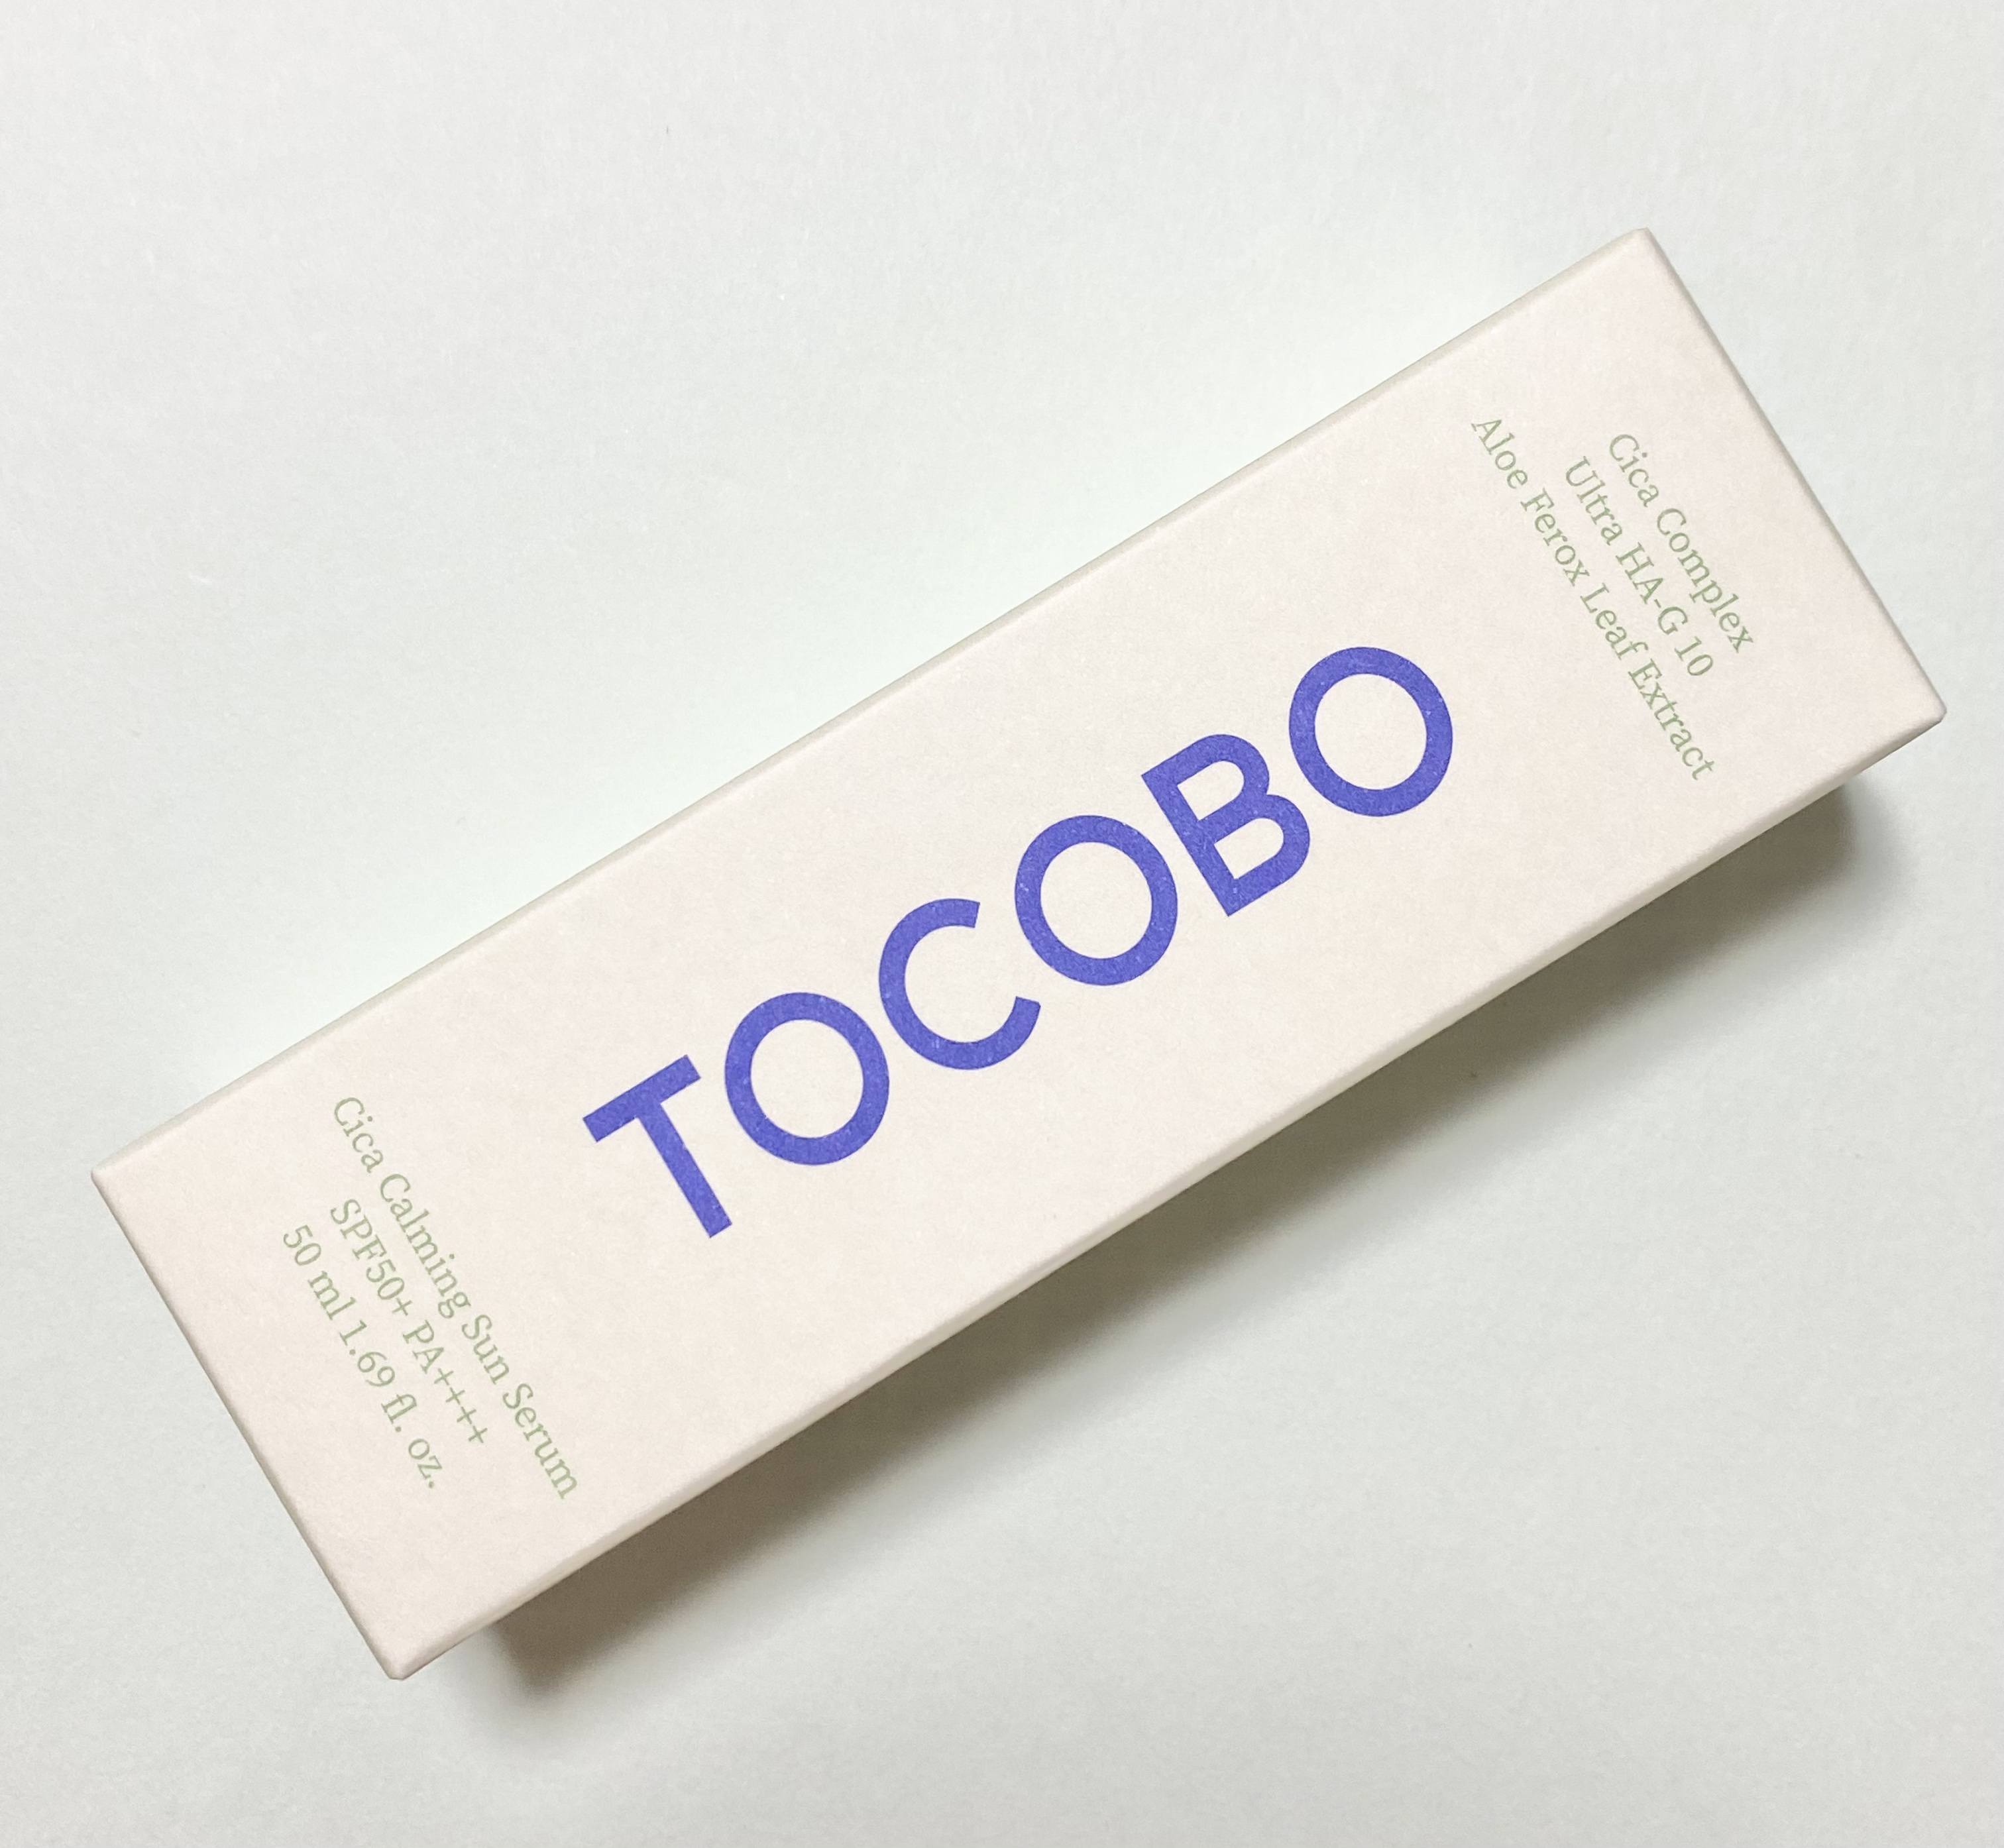 Cica Complex
Ultra HA-G 10
Aloe Ferox Leaf Extract
TOCOBO
Cica Calming Sun Serum
SPF50+ PA++++
50 ml 1.69 fl. oz.